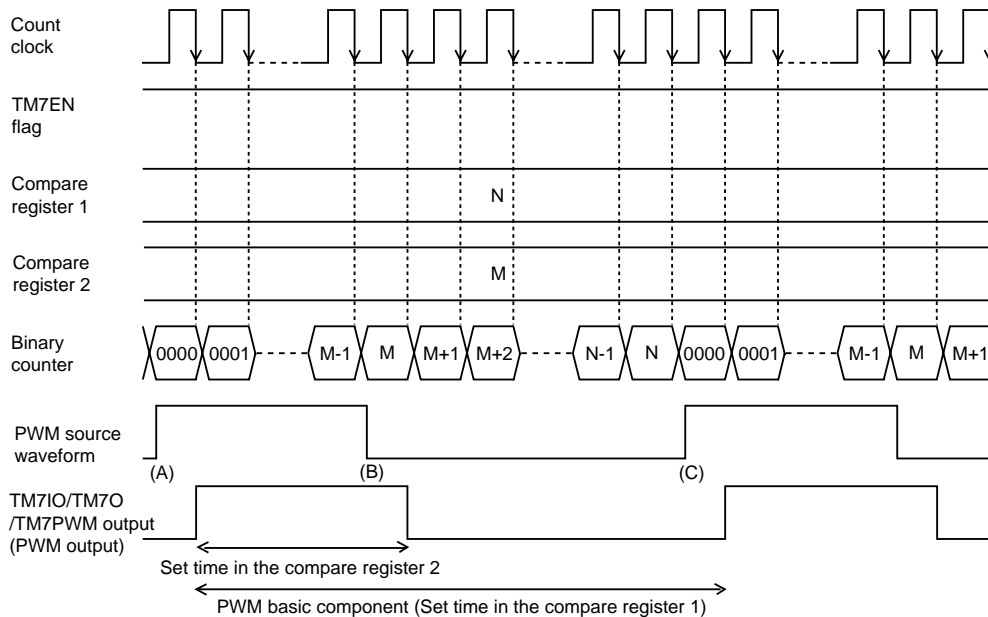 Count
clock
TM7EN
flag
Compare
register 1
N
Compare
register 2
M
Binary
counter
0000 0001 M-1 M M+1 M+2 N-1 N 0000 0001 M-1 M M+1
PWM source
waveform
(A) (B) (C)
TM7IO/TM7O
/TM7PWM output
(PWM output)
Set time in the compare register 2
PWM basic component (Set time in the compare register 1)